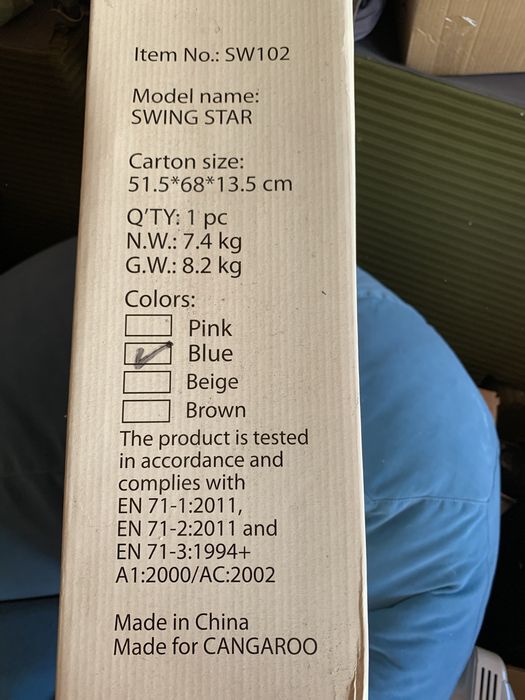 Item No.: SW102
Model name:
SWING STAR
Carton size:
51.5*68*13.5 cm
Q'TY: 1 pc
N.W.: 7.4 kg
G.W.: 8.2 kg
Colors:
Pink
Blue
Beige
Brown
The product is tested
in accordance and
complies with
EN 71-1:2011,
EN 71-2:2011 and
EN 71-3:1994+
A1:2000/AC:2002
Made in China
Made for CANGAROO